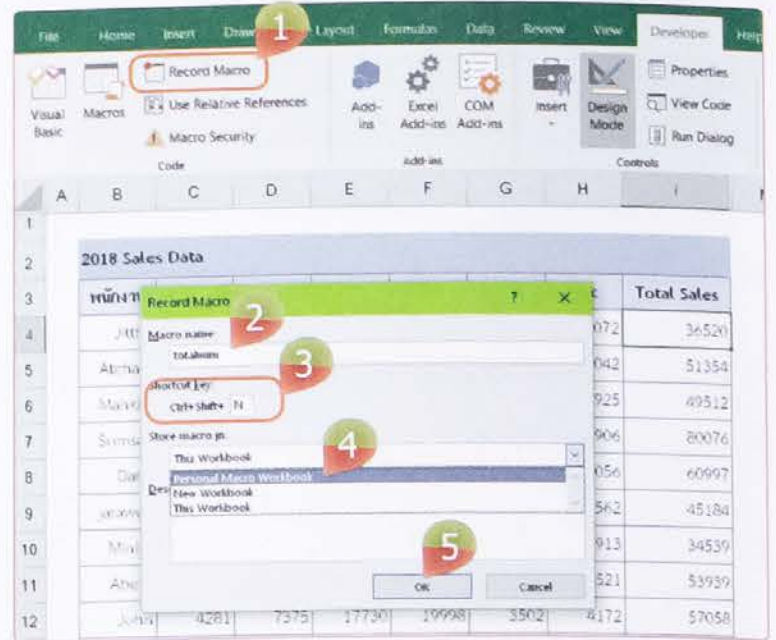 1
File Home Insert Draw Layout Formulas Data Review View Developer Help
Record Macro
Use Relative References
Macro Security
Visual Basic
Macros
Code
Add-ins
Excel Add-ins
COM Add-ins
Add-ins
Insert
Design Mode
Properties
View Code
Run Dialog
Controls
A B C D E F G H I
1
2 2018 Sales Data
3 Total Sales
4 072 36520
5 042 51354
6 925 49512
7 906 80076
8 056 60997
9 562 45184
10 913 34539
11 521 53939
12 John 4281 7375 17730 19998 3502 4172 57058
Record Macro ? ×
2
Macro name:
3
Shortcut key:
Ctrl+Shift+ N
Store macro in:
4
This Workbook
Personal Macro Workbook
New Workbook
This Workbook
5
OK Cancel